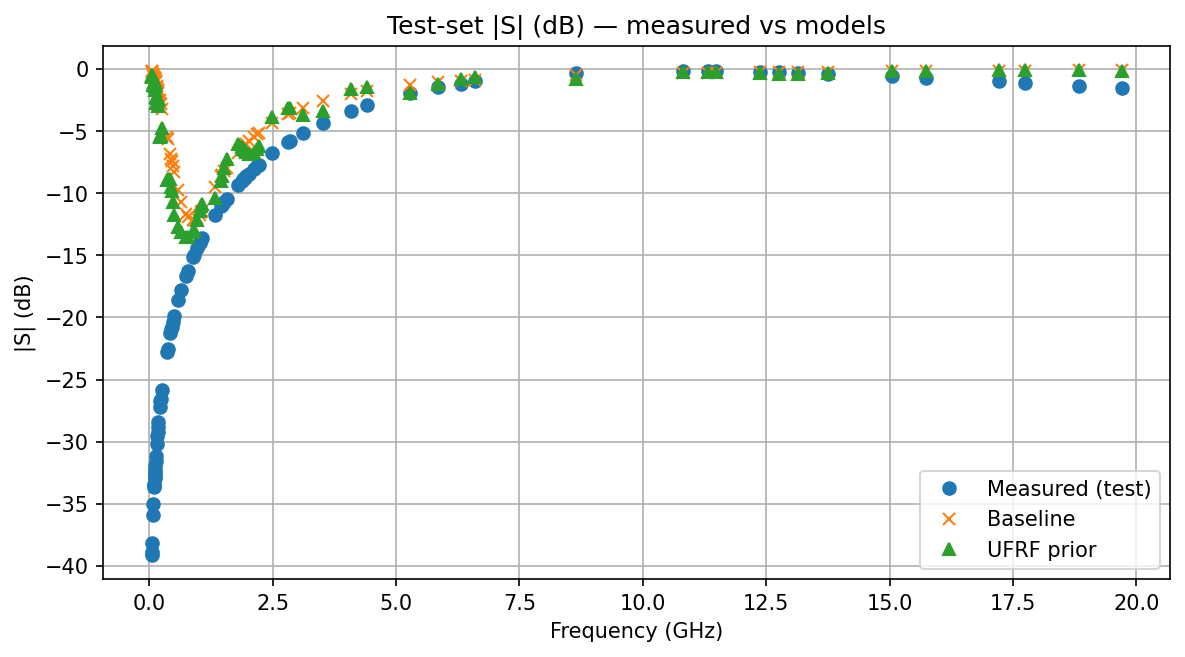 Test-set |S| (dB) — measured vs models
|S| (dB)
0
−5
−10
−15
−20
−25
−30
−35
−40
Measured (test)
Baseline
UFRF prior
0.0 2.5 5.0 7.5 10.0 12.5 15.0 17.5 20.0
Frequency (GHz)